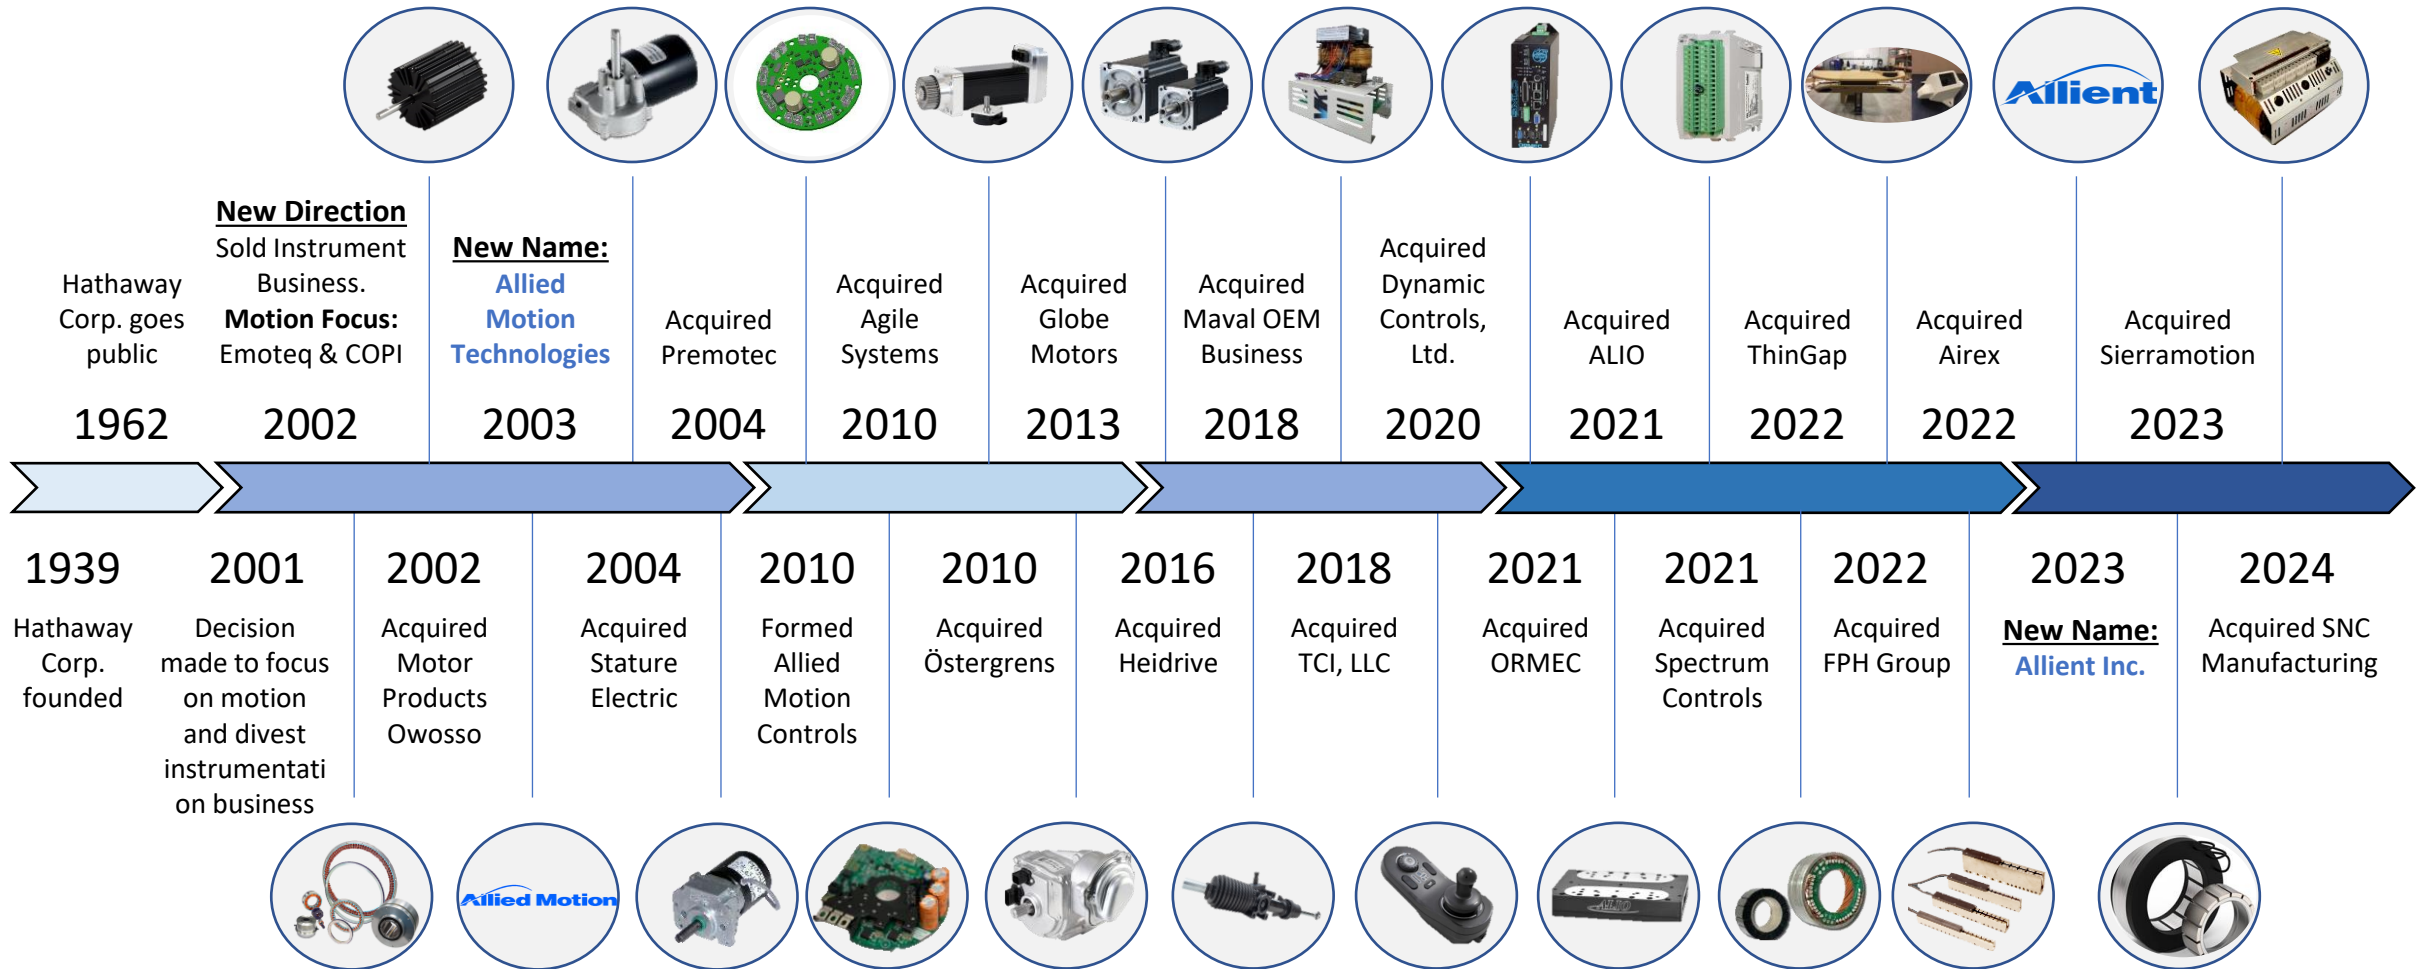 Allient
New Direction
Sold Instrument
Business.
Motion Focus:
Emoteq & COPI
New Name:
Allied
Motion
Technologies
Hathaway
Corp. goes
public
Acquired
Premotec
Acquired
Agile
Systems
Acquired
Globe
Motors
Acquired
Maval OEM
Business
Acquired
Dynamic
Controls,
Ltd.
Acquired
ALIO
Acquired
ThinGap
Acquired
Airex
Acquired
Sierramotion
1962
2002
2003
2004
2010
2013
2018
2020
2021
2022
2022
2023
1939
2001
2002
2004
2010
2010
2016
2018
2021
2021
2022
2023
2024
Hathaway
Corp.
founded
Decision
made to focus
on motion
and divest
instrumentati
on business
Acquired
Motor
Products
Owosso
Acquired
Stature
Electric
Formed
Allied
Motion
Controls
Acquired
Östergrens
Acquired
Heidrive
Acquired
TCI, LLC
Acquired
ORMEC
Acquired
Spectrum
Controls
Acquired
FPH Group
New Name:
Allient Inc.
Acquired SNC
Manufacturing
Allied Motion
ALIO